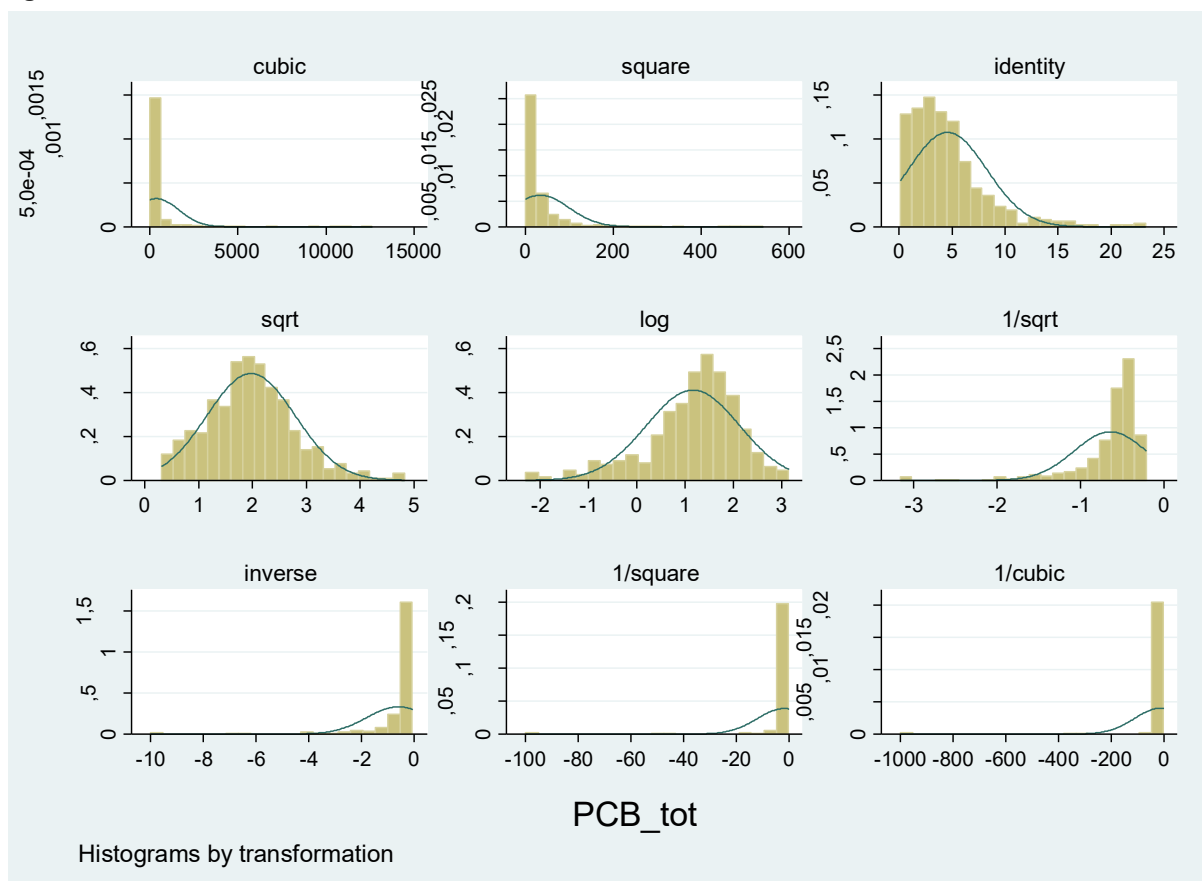 cubic
5,0e-04 ,001 ,0015
0
0 5000 10000 15000
square
0 ,005 ,01 ,015 ,02 ,025
0 200 400 600
identity
0 ,05 ,1 ,15
0 5 10 15 20 25
sqrt
0 ,2 ,4 ,6
0 1 2 3 4 5
log
0 ,2 ,4 ,6
-2 -1 0 1 2 3
1/sqrt
0 ,5 1 1,5 2 2,5
-3 -2 -1 0
inverse
0 ,5 1 1,5
-10 -8 -6 -4 -2 0
1/square
0 ,05 ,1 ,15 ,2
-100 -80 -60 -40 -20 0
1/cubic
0 ,005 ,01 ,015 ,02
-1000 -800 -600 -400 -200 0
PCB_tot
Histograms by transformation